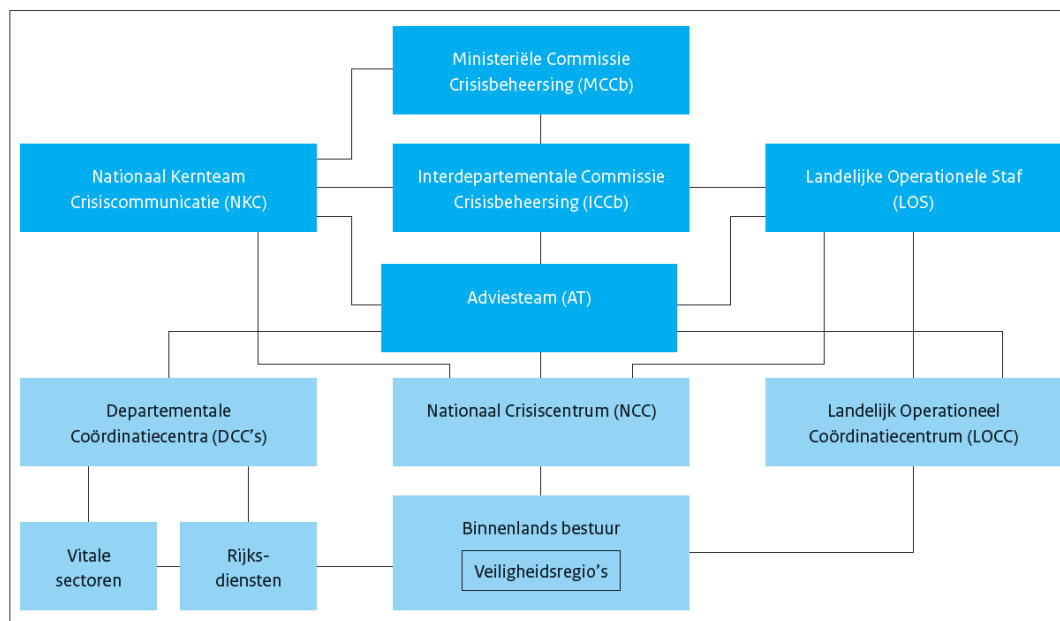 Ministeriële Commissie
Crisisbeheersing (MCCb)
Nationaal Kernteam
Crisiscommunicatie (NKC)
Interdepartementale Commissie
Crisisbeheersing (ICCb)
Landelijke Operationele Staf
(LOS)
Adviesteam (AT)
Departementale
Coördinatiecentra (DCC’s)
Nationaal Crisiscentrum (NCC)
Landelijk Operationeel
Coördinatiecentrum (LOCC)
Vitale
sectoren
Rijks-
diensten
Binnenlands bestuur
Veiligheidsregio’s